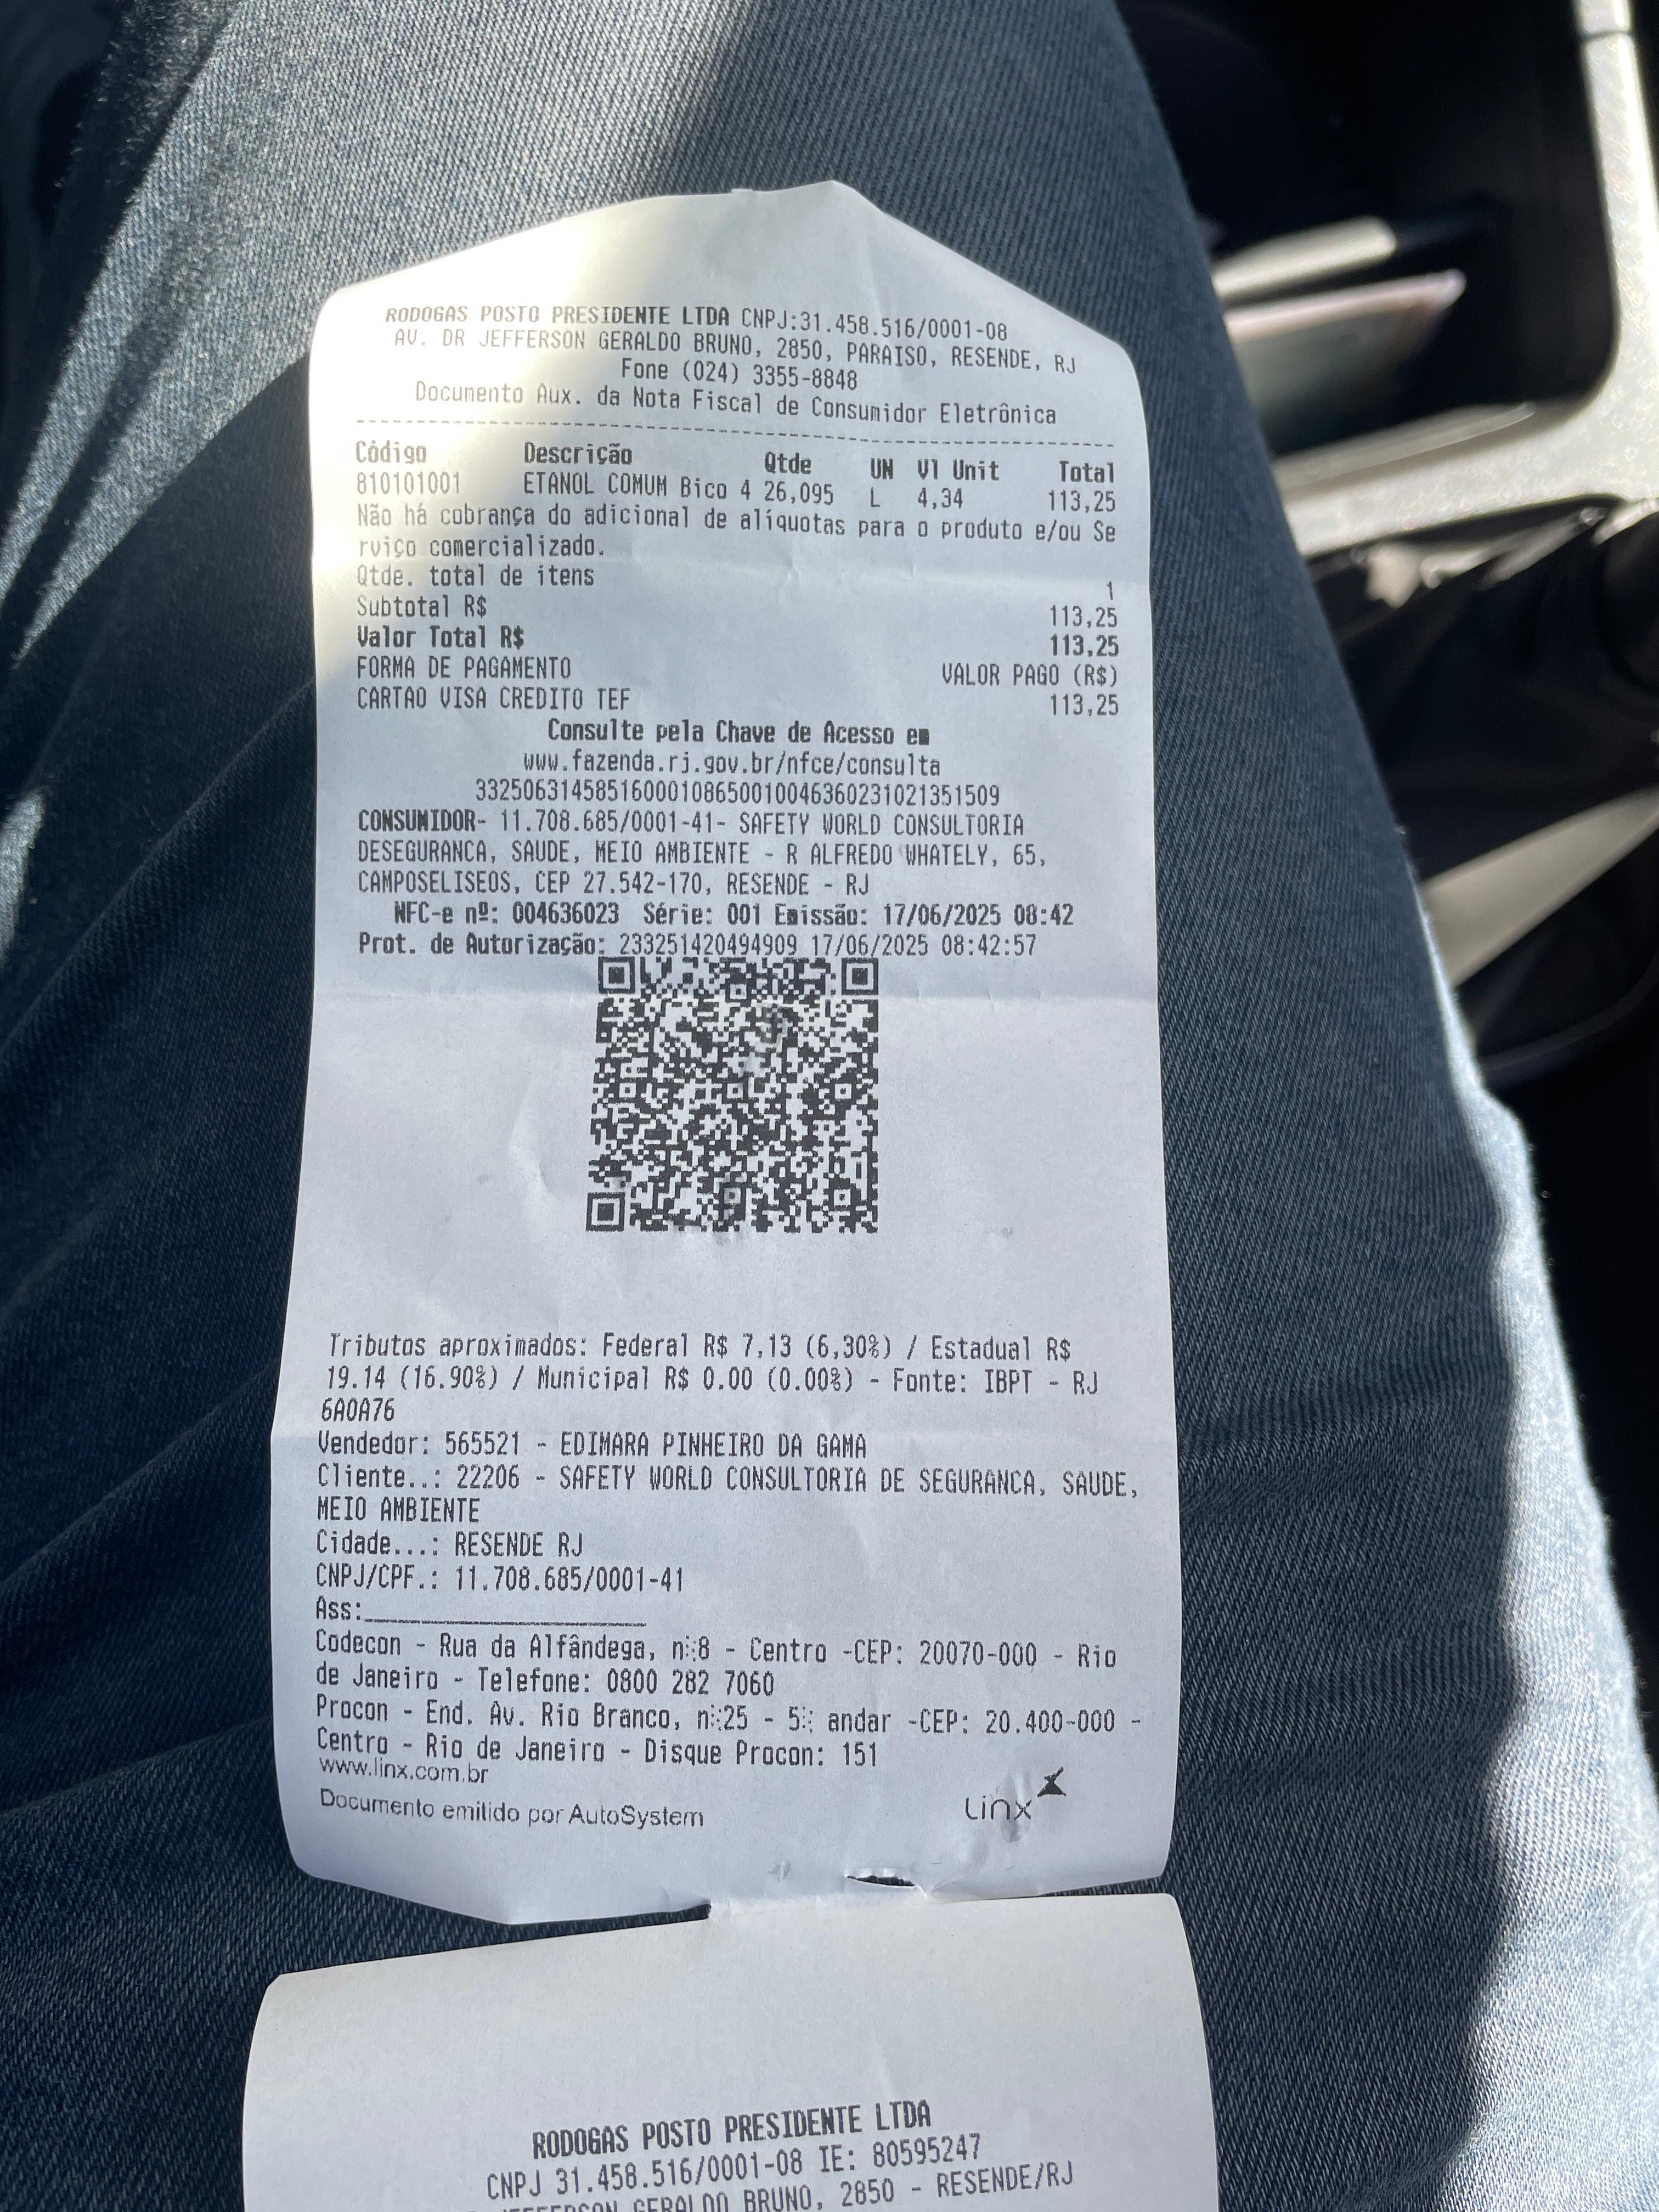 RODOGAS POSTO PRESIDENTE LTDA CNPJ:31.458.516/0001-08
AV. DR JEFFERSON GERALDO BRUNO, 2850, PARAISO, RESENDE, RJ
Fone (024) 3355-8848
Documento Aux. da Nota Fiscal de Consumidor Eletrônica
Código Descrição Qtde UN Vl Unit Total
810101001 ETANOL COMUM Bico 4 26,095 L 4,34 113,25
Não há cobrança do adicional de alíquotas para o produto e/ou Se
rviço comercializado.
Qtde. total de itens 1
Subtotal R$ 113,25
Valor Total R$ 113,25
FORMA DE PAGAMENTO VALOR PAGO (R$)
CARTAO VISA CREDITO TEF 113,25
Consulte pela Chave de Acesso em
www.fazenda.rj.gov.br/nfce/consulta
33250631458516000108650010046360231021351509
CONSUMIDOR- 11.708.685/0001-41- SAFETY WORLD CONSULTORIA
DESEGURANCA, SAUDE, MEIO AMBIENTE - R ALFREDO WHATELY, 65,
CAMPOSELISEOS, CEP 27.542-170, RESENDE - RJ
NFC-e nº: 004636023 Série: 001 Emissão: 17/06/2025 08:42
Prot. de Autorização: 233251420494909 17/06/2025 08:42:57
Tributos aproximados: Federal R$ 7,13 (6,30%) / Estadual R$
19.14 (16.90%) / Municipal R$ 0.00 (0.00%) - Fonte: IBPT - RJ
6A0A76
Vendedor: 565521 - EDIMARA PINHEIRO DA GAMA
Cliente..: 22206 - SAFETY WORLD CONSULTORIA DE SEGURANCA, SAUDE,
MEIO AMBIENTE
Cidade...: RESENDE RJ
CNPJ/CPF.: 11.708.685/0001-41
Ass:____________________
Codecon - Rua da Alfândega, n 8 - Centro -CEP: 20070-000 - Rio
de Janeiro - Telefone: 0800 282 7060
Procon - End. Av. Rio Branco, n 25 - 5 andar -CEP: 20.400-000 -
Centro - Rio de Janeiro - Disque Procon: 151
www.linx.com.br
Documento emitido por AutoSystem
Linx
RODOGAS POSTO PRESIDENTE LTDA
CNPJ 31.458.516/0001-08 IE: 80595247
JEFFERSON GERALDO BRUNO, 2850 - RESENDE/RJ